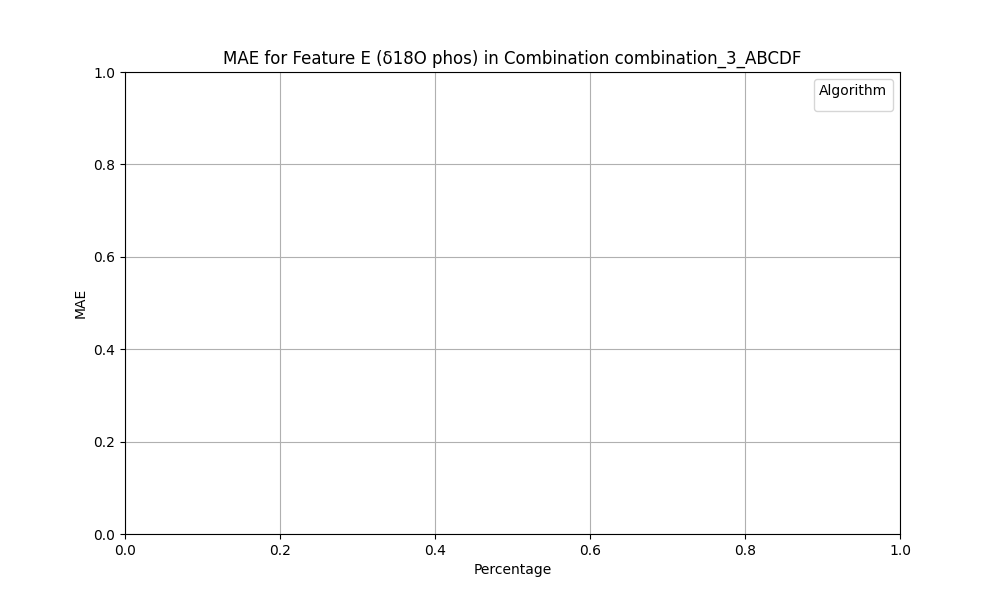 MAE for Feature E (δ18O phos) in Combination combination_3_ABCDF
Algorithm
1.0
0.8
0.6
0.4
0.2
0.0
MAE
0.0 0.2 0.4 0.6 0.8 1.0
Percentage